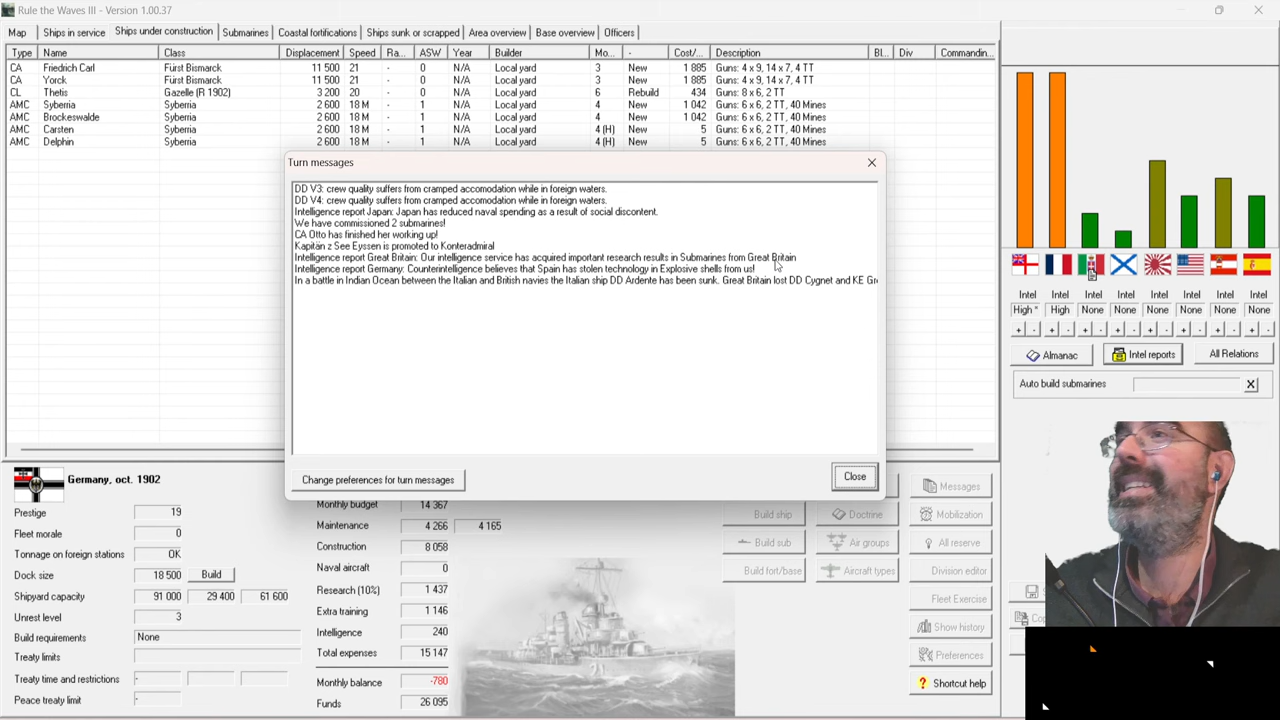 Rule the Waves III - Version 1.00.37
Map Ships in service Ships under construction Submarines Coastal fortifications Ships sunk or scrapped Area overview Base overview Officers
Type Name Class Displacement Speed Ra... ASW Year Builder Mo... - Cost/... Description Bl... Div Commandin...
CA Friedrich Carl Fürst Bismarck 11 500 21 - 0 N/A Local yard 3 New 1 885 Guns: 4 x 9, 14 x 7, 4 TT
CA Yorck Fürst Bismarck 11 500 21 - 0 N/A Local yard 3 New 1 885 Guns: 4 x 9, 14 x 7, 4 TT
CL Thetis Gazelle (R 1902) 3 200 20 - 0 N/A Local yard 6 Rebuild 434 Guns: 8 x 6, 2 TT
AMC Syberria Syberria 2 600 18 M - 1 N/A Local yard 4 New 1 042 Guns: 6 x 6, 2 TT, 40 Mines
AMC Brockeswalde Syberria 2 600 18 M - 1 N/A Local yard 4 New 1 042 Guns: 6 x 6, 2 TT, 40 Mines
AMC Carsten Syberria 2 600 18 M - 1 N/A Local yard 4 (H) New 5 Guns: 6 x 6, 2 TT, 40 Mines
AMC Delphin Syberria 2 600 18 M - 1 N/A Local yard 4 (H) New 5 Guns: 6 x 6, 2 TT, 40 Mines
Turn messages
DD V3: crew quality suffers from cramped accomodation while in foreign waters.
DD V4: crew quality suffers from cramped accomodation while in foreign waters.
Intelligence report Japan: Japan has reduced naval spending as a result of social discontent.
We have commissioned 2 submarines!
CA Otto has finished her working up!
Kapitän z See Eyssen is promoted to Konteradmiral
Intelligence report Great Britain: Our intelligence service has acquired important research results in Submarines from Great Britain
Intelligence report Germany: Counterintelligence believes that Spain has stolen technology in Explosive shells from us!
In a battle in Indian Ocean between the Italian and British navies the Italian ship DD Ardente has been sunk. Great Britain lost DD Cygnet and KE
Change preferences for turn messages Close
Intel Intel Intel Intel Intel Intel Intel Intel
High * High None None None None None None
+ - + - + - + - + - + - + - + -
Almanac Intel reports All Relations
Auto build submarines X
Germany, oct. 1902
Prestige 19
Fleet morale 0
Tonnage on foreign stations OK
Dock size 18 500 Build
Shipyard capacity 91 000 29 400 61 600
Unrest level 3
Build requirements None
Treaty limits
Treaty time and restrictions - 
Peace treaty limit -
Monthly budget 14 367
Maintenance 4 266 4 165
Construction 8 058
Naval aircraft 0
Research (10%) 1 437
Extra training 1 146
Intelligence 240
Total expenses 15 147
Monthly balance -780
Funds 26 095
Messages
Build ship Doctrine Mobilization
Build sub Air groups All reserve
Build fort/base Aircraft types Division editor
Fleet Exercise
Show history
Preferences
Shortcut help